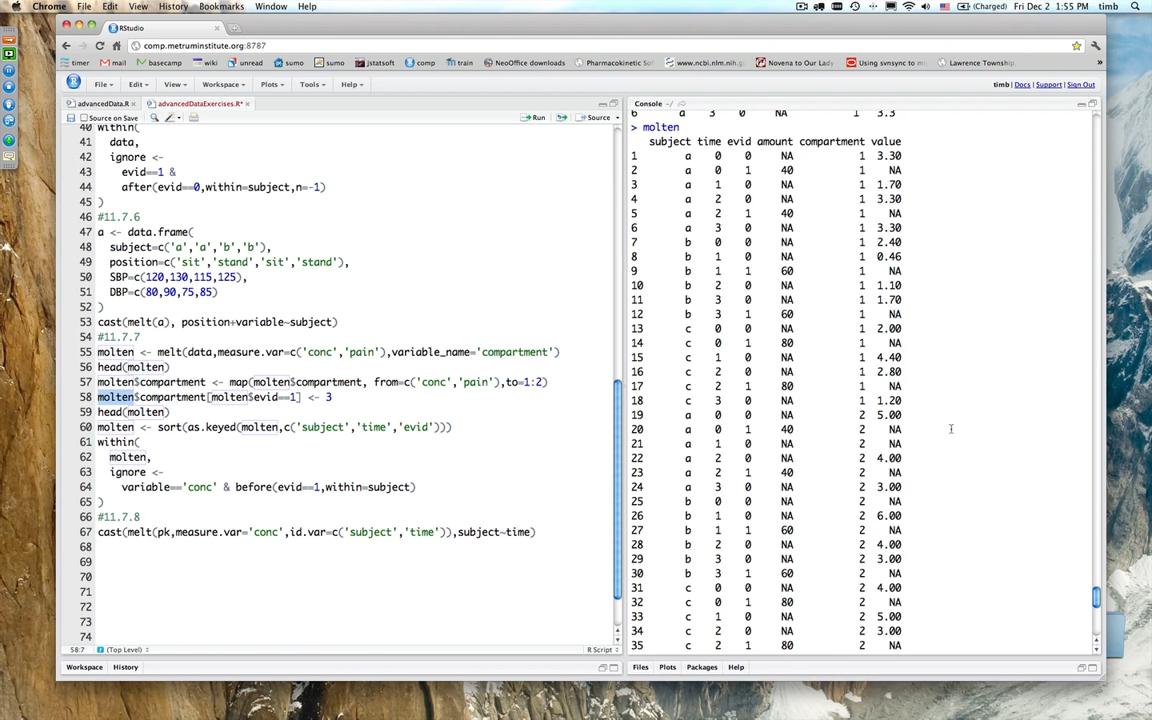 Chrome File Edit View History Bookmarks Window Help (Charged) Fri Dec 2 1:55 PM timb
RStudio
comp.metruminstitute.org:8787
timer mail basecamp wiki unread sumo sumo jstatsoft comp train NeoOffice downloads Pharmacokinetic Sof www.ncbi.nlm.nih.g Novena to Our Lady Using svnsync to m Lawrence Township, »
File Edit View Workspace Plots Tools Help timb | Docs | Support | Sign Out
advancedData.R advancedDataExercises.R* Console ~/
Source on Save Run Source
40 within(
41 data,
42 ignore <-
43 evid==1 &
44 after(evid==0,within=subject,n=-1)
45 )
46 #11.7.6
47 a <- data.frame(
48 subject=c('a','a','b','b'),
49 position=c('sit','stand','sit','stand'),
50 SBP=c(120,130,115,125),
51 DBP=c(80,90,75,85)
52 )
53 cast(melt(a), position+variable~subject)
54 #11.7.7
55 molten <- melt(data,measure.var=c('conc','pain'),variable_name='compartment')
56 head(molten)
57 molten$compartment <- map(molten$compartment, from=c('conc','pain'),to=1:2)
58 molten$compartment[molten$evid==1] <- 3
59 head(molten)
60 molten <- sort(as.keyed(molten,c('subject','time','evid')))
61 within(
62 molten,
63 ignore <-
64 variable=='conc' & before(evid==1,within=subject)
65 )
66 #11.7.8
67 cast(melt(pk,measure.var='conc',id.var=c('subject','time')),subject~time)
68
69
70
71
72
73
74
58:7 (Top Level) R Script
Workspace History
6 a 3 0 NA 1 3.3
> molten
subject time evid amount compartment value
1 a 0 0 NA 1 3.30
2 a 0 1 40 1 NA
3 a 1 0 NA 1 1.70
4 a 2 0 NA 1 3.30
5 a 2 1 40 1 NA
6 a 3 0 NA 1 3.30
7 b 0 0 NA 1 2.40
8 b 1 0 NA 1 0.46
9 b 1 1 60 1 NA
10 b 2 0 NA 1 1.10
11 b 3 0 NA 1 1.70
12 b 3 1 60 1 NA
13 c 0 0 NA 1 2.00
14 c 0 1 80 1 NA
15 c 1 0 NA 1 4.40
16 c 2 0 NA 1 2.80
17 c 2 1 80 1 NA
18 c 3 0 NA 1 1.20
19 a 0 0 NA 2 5.00
20 a 0 1 40 2 NA
21 a 1 0 NA 2 NA
22 a 2 0 NA 2 4.00
23 a 2 1 40 2 NA
24 a 3 0 NA 2 3.00
25 b 0 0 NA 2 NA
26 b 1 0 NA 2 6.00
27 b 1 1 60 2 NA
28 b 2 0 NA 2 4.00
29 b 3 0 NA 2 3.00
30 b 3 1 60 2 NA
31 c 0 0 NA 2 4.00
32 c 0 1 80 2 NA
33 c 1 0 NA 2 5.00
34 c 2 0 NA 2 3.00
35 c 2 1 80 2 NA
Files Plots Packages Help